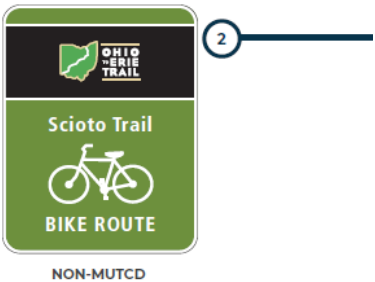 OHIO
TO ERIE
TRAIL
2
Scioto Trail
BIKE ROUTE
NON-MUTCD